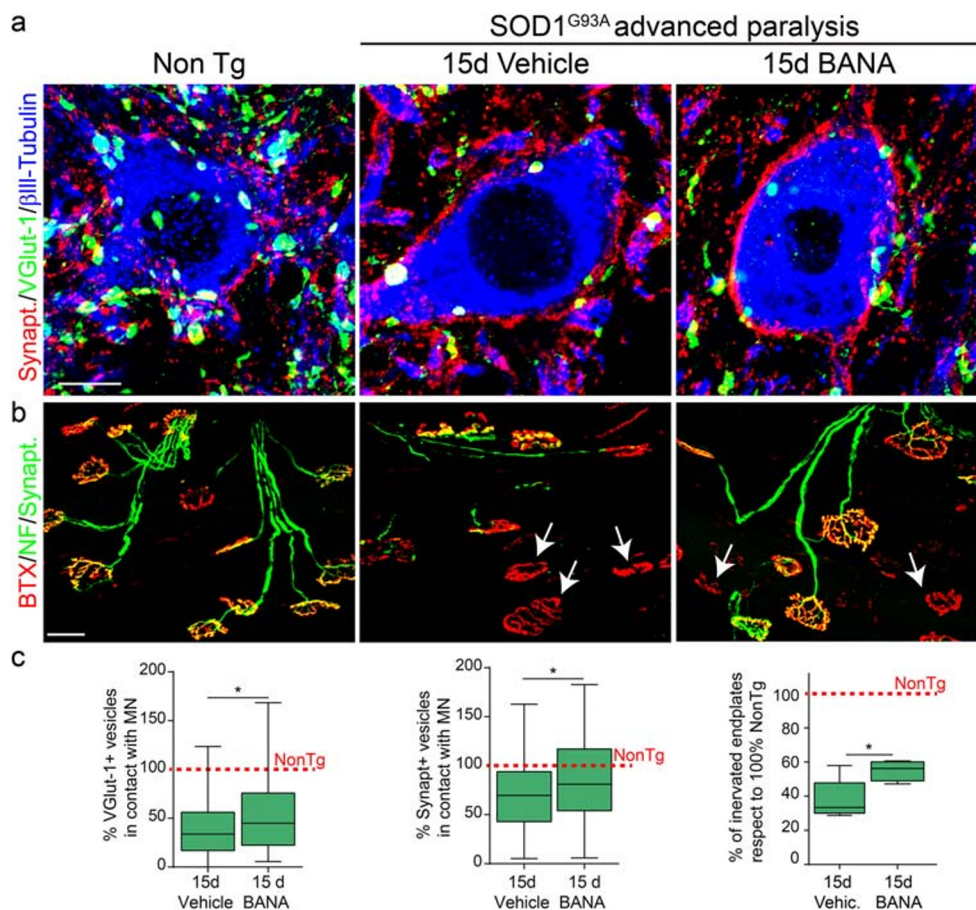 a
SOD1G93A advanced paralysis
Non Tg
15d Vehicle
15d BANA
Synapt./VGlut-1/βIII-Tubulin
b
BTX/NF/Synapt.
c
% VGlut-1+ vesicles
in contact with MN
200
150
100
50
0
*
NonTg
15d
Vehicle
15 d
BANA
% Synapt+ vesicles
in contact with MN
200
150
100
50
0
*
NonTg
15d
Vehicle
15 d
BANA
% of inervated endplates
respect to 100% NonTg
100
80
60
40
20
0
*
NonTg
15d
Vehic.
15 d
BANA